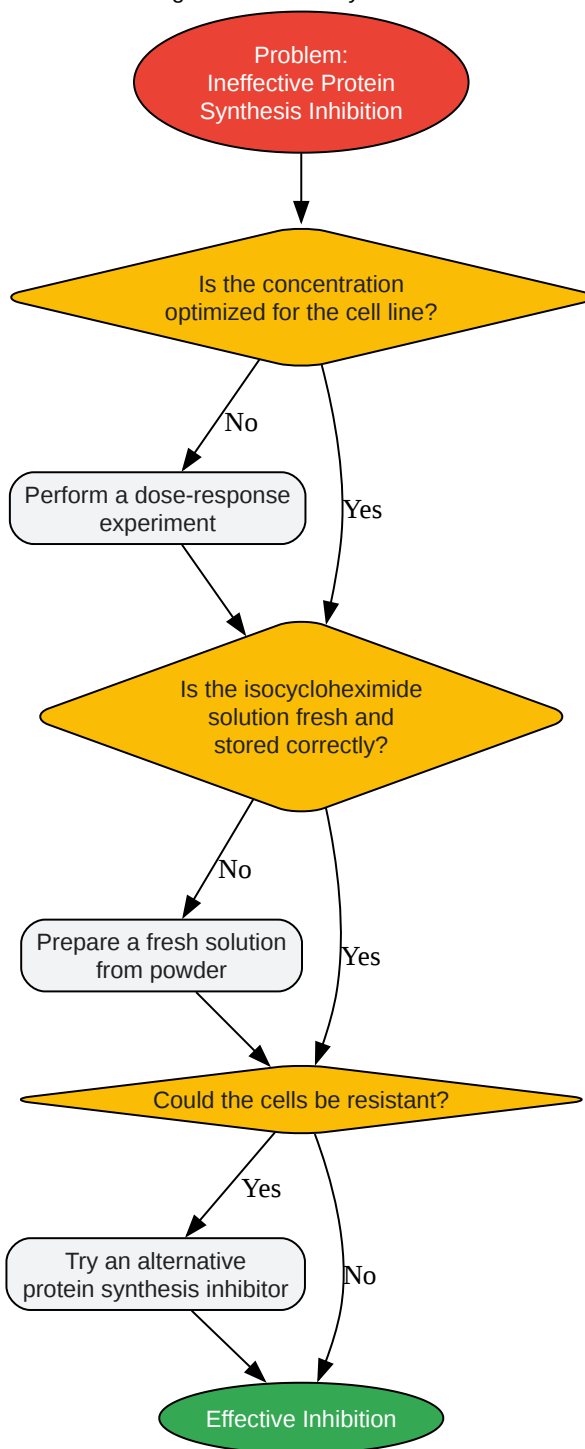 Problem:
Ineffective Protein
Synthesis Inhibition
Is the concentration
optimized for the cell line?
No
Yes
Perform a dose-response
experiment
Is the isocycloheximide
solution fresh and
stored correctly?
No
Yes
Prepare a fresh solution
from powder
Could the cells be resistant?
Yes
No
Try an alternative
protein synthesis inhibitor
Effective Inhibition